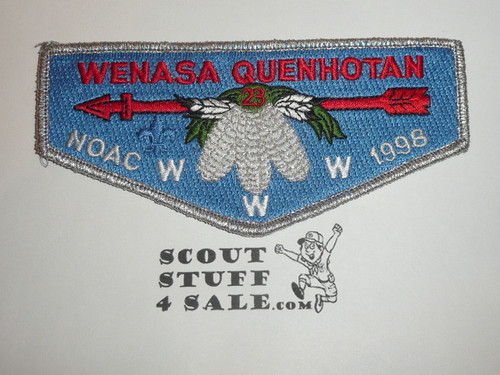 WENASA QUENHOTAN
23
NOAC W W W 1998
SCOUT
STUFF
4 SALE.COM